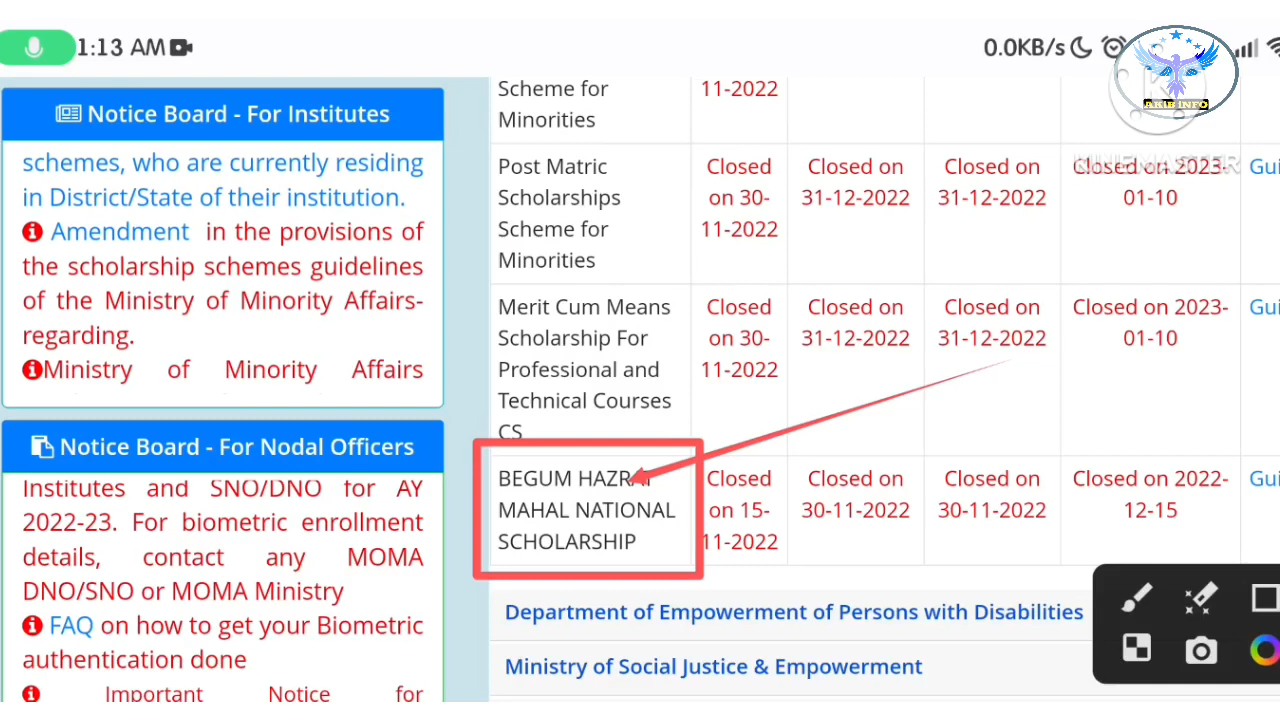 1:13 AM
0.0KB/s
AKIB INFO
KINEMASTER
Notice Board - For Institutes
schemes, who are currently residing
in District/State of their institution.
Amendment in the provisions of
the scholarship schemes guidelines
of the Ministry of Minority Affairs-
regarding.
Ministry of Minority Affairs
Notice Board - For Nodal Officers
Institutes and SNO/DNO for AY
2022-23. For biometric enrollment
details, contact any MOMA
DNO/SNO or MOMA Ministry
FAQ on how to get your Biometric
authentication done
Important Notice for
Scheme for
Minorities
11-2022
Post Matric
Scholarships
Scheme for
Minorities
Closed
on 30-
11-2022
Closed on
31-12-2022
Closed on
31-12-2022
Closed on 2023-
01-10
Gui
Merit Cum Means
Scholarship For
Professional and
Technical Courses
CS
Closed
on 30-
11-2022
Closed on
31-12-2022
Closed on
31-12-2022
Closed on 2023-
01-10
Gui
BEGUM HAZRAT
MAHAL NATIONAL
SCHOLARSHIP
Closed
on 15-
11-2022
Closed on
30-11-2022
Closed on
30-11-2022
Closed on 2022-
12-15
Gui
Department of Empowerment of Persons with Disabilities
Ministry of Social Justice & Empowerment